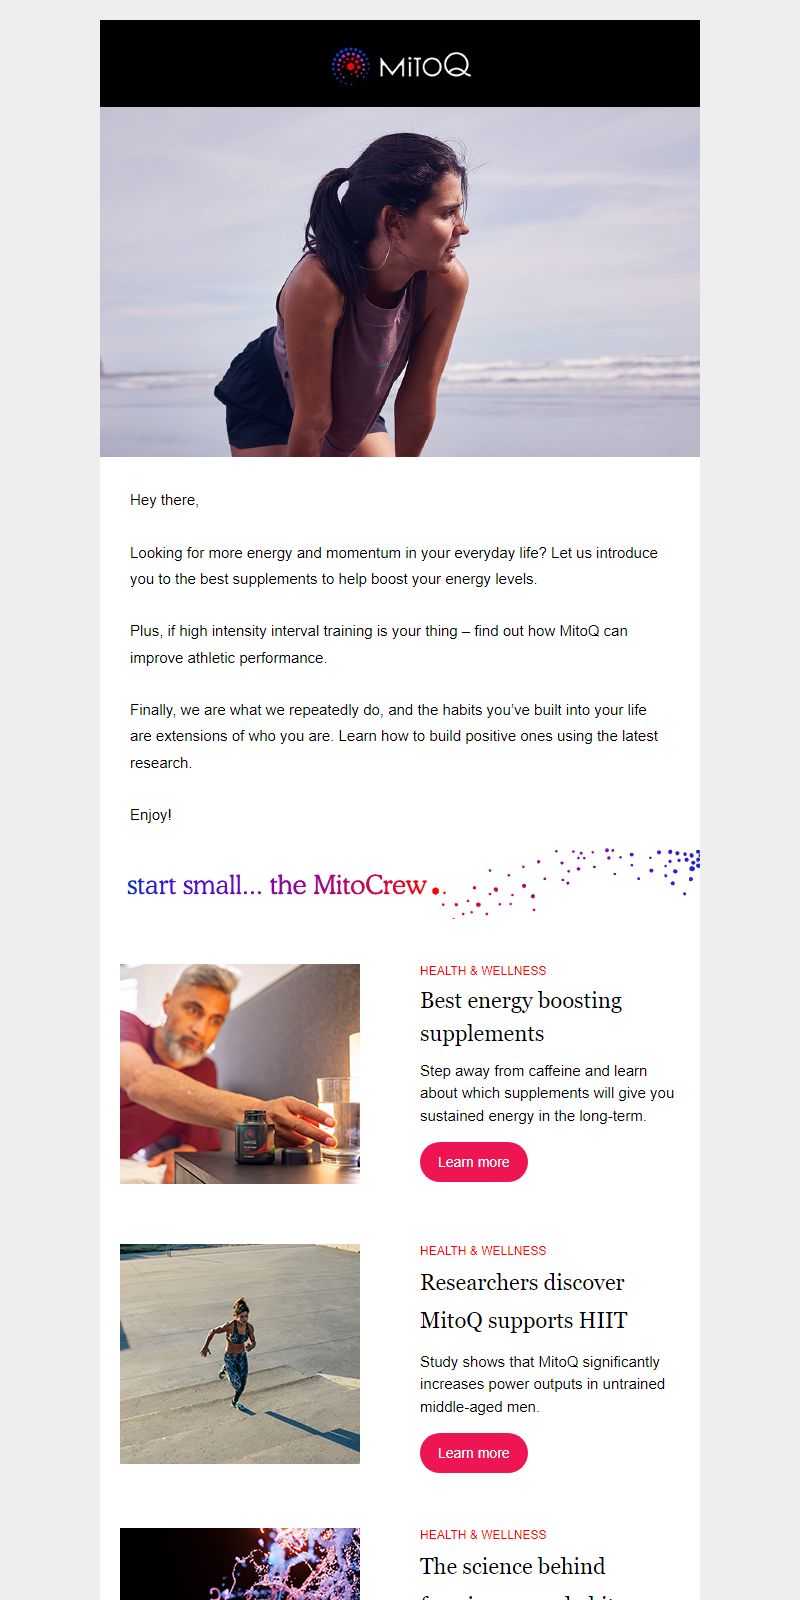 MiTOQ
Hey there,
Looking for more energy and momentum in your everyday life? Let us introduce
you to the best supplements to help boost your energy levels.
Plus, if high intensity interval training is your thing – find out how MitoQ can
improve athletic performance.
Finally, we are what we repeatedly do, and the habits you’ve built into your life
are extensions of who you are. Learn how to build positive ones using the latest
research.
Enjoy!
start small... the MitoCrew
HEALTH & WELLNESS
Best energy boosting
supplements
Step away from caffeine and learn
about which supplements will give you
sustained energy in the long-term.
MiTOQ
Learn more
HEALTH & WELLNESS
Researchers discover
MitoQ supports HIIT
Study shows that MitoQ significantly
increases power outputs in untrained
middle-aged men.
Learn more
HEALTH & WELLNESS
The science behind